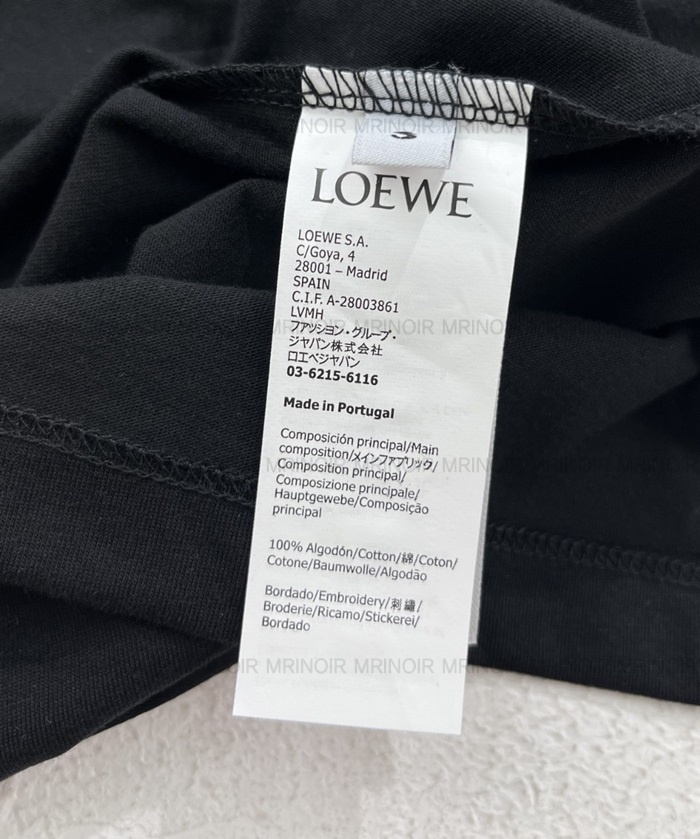 NOIR MRINOIR MRINOIR
LOEWE
LOEWE S.A.
C/Goya, 4
28001 – Madrid
SPAIN
C.I.F. A-28003861
LVMH
ファッション・グループ・
ジャパン株式会社
ロエベジャパン
03-6215-6116
Made in Portugal
Composición principal/Main
composition/メインファブリック/
Composition principal/
Composizione principale/
Hauptgewebe/Composição
principal
100% Algodón/Cotton/綿/Coton/
Cotone/Baumwolle/Algodão
Bordado/Embroidery/刺繡/
Broderie/Ricamo/Stickerei/
Bordado
MRINOIR MRINOIR MRINOIR